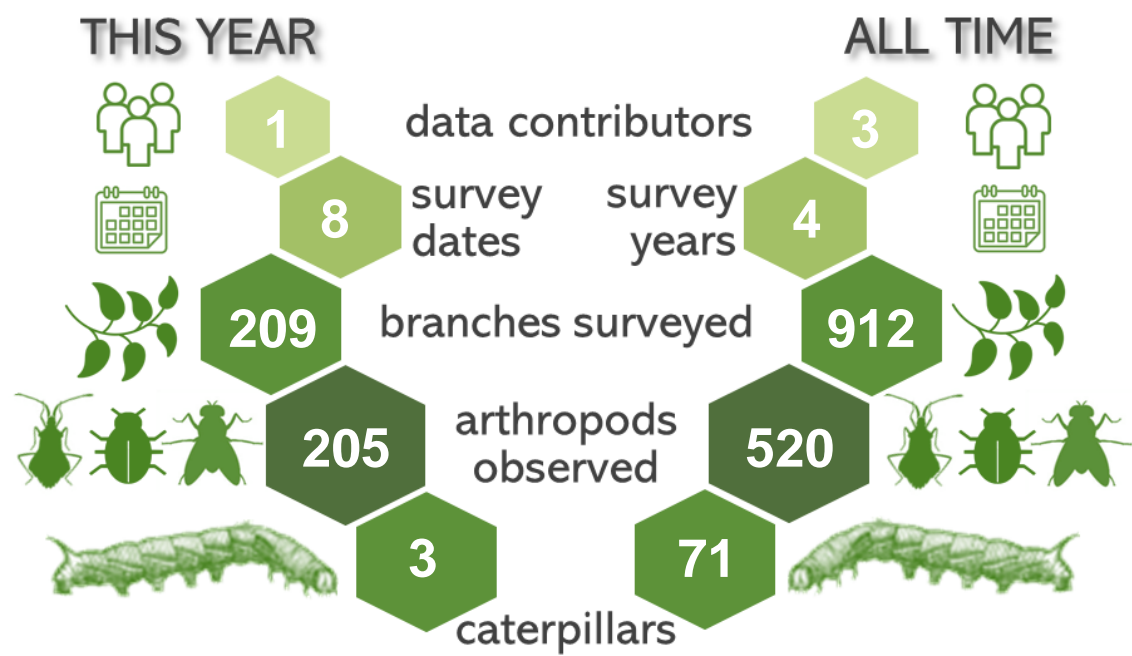 THIS YEAR
ALL TIME
1
data contributors
3
8
survey
dates
survey
years
4
209
branches surveyed
912
205
arthropods
observed
520
3
caterpillars
71